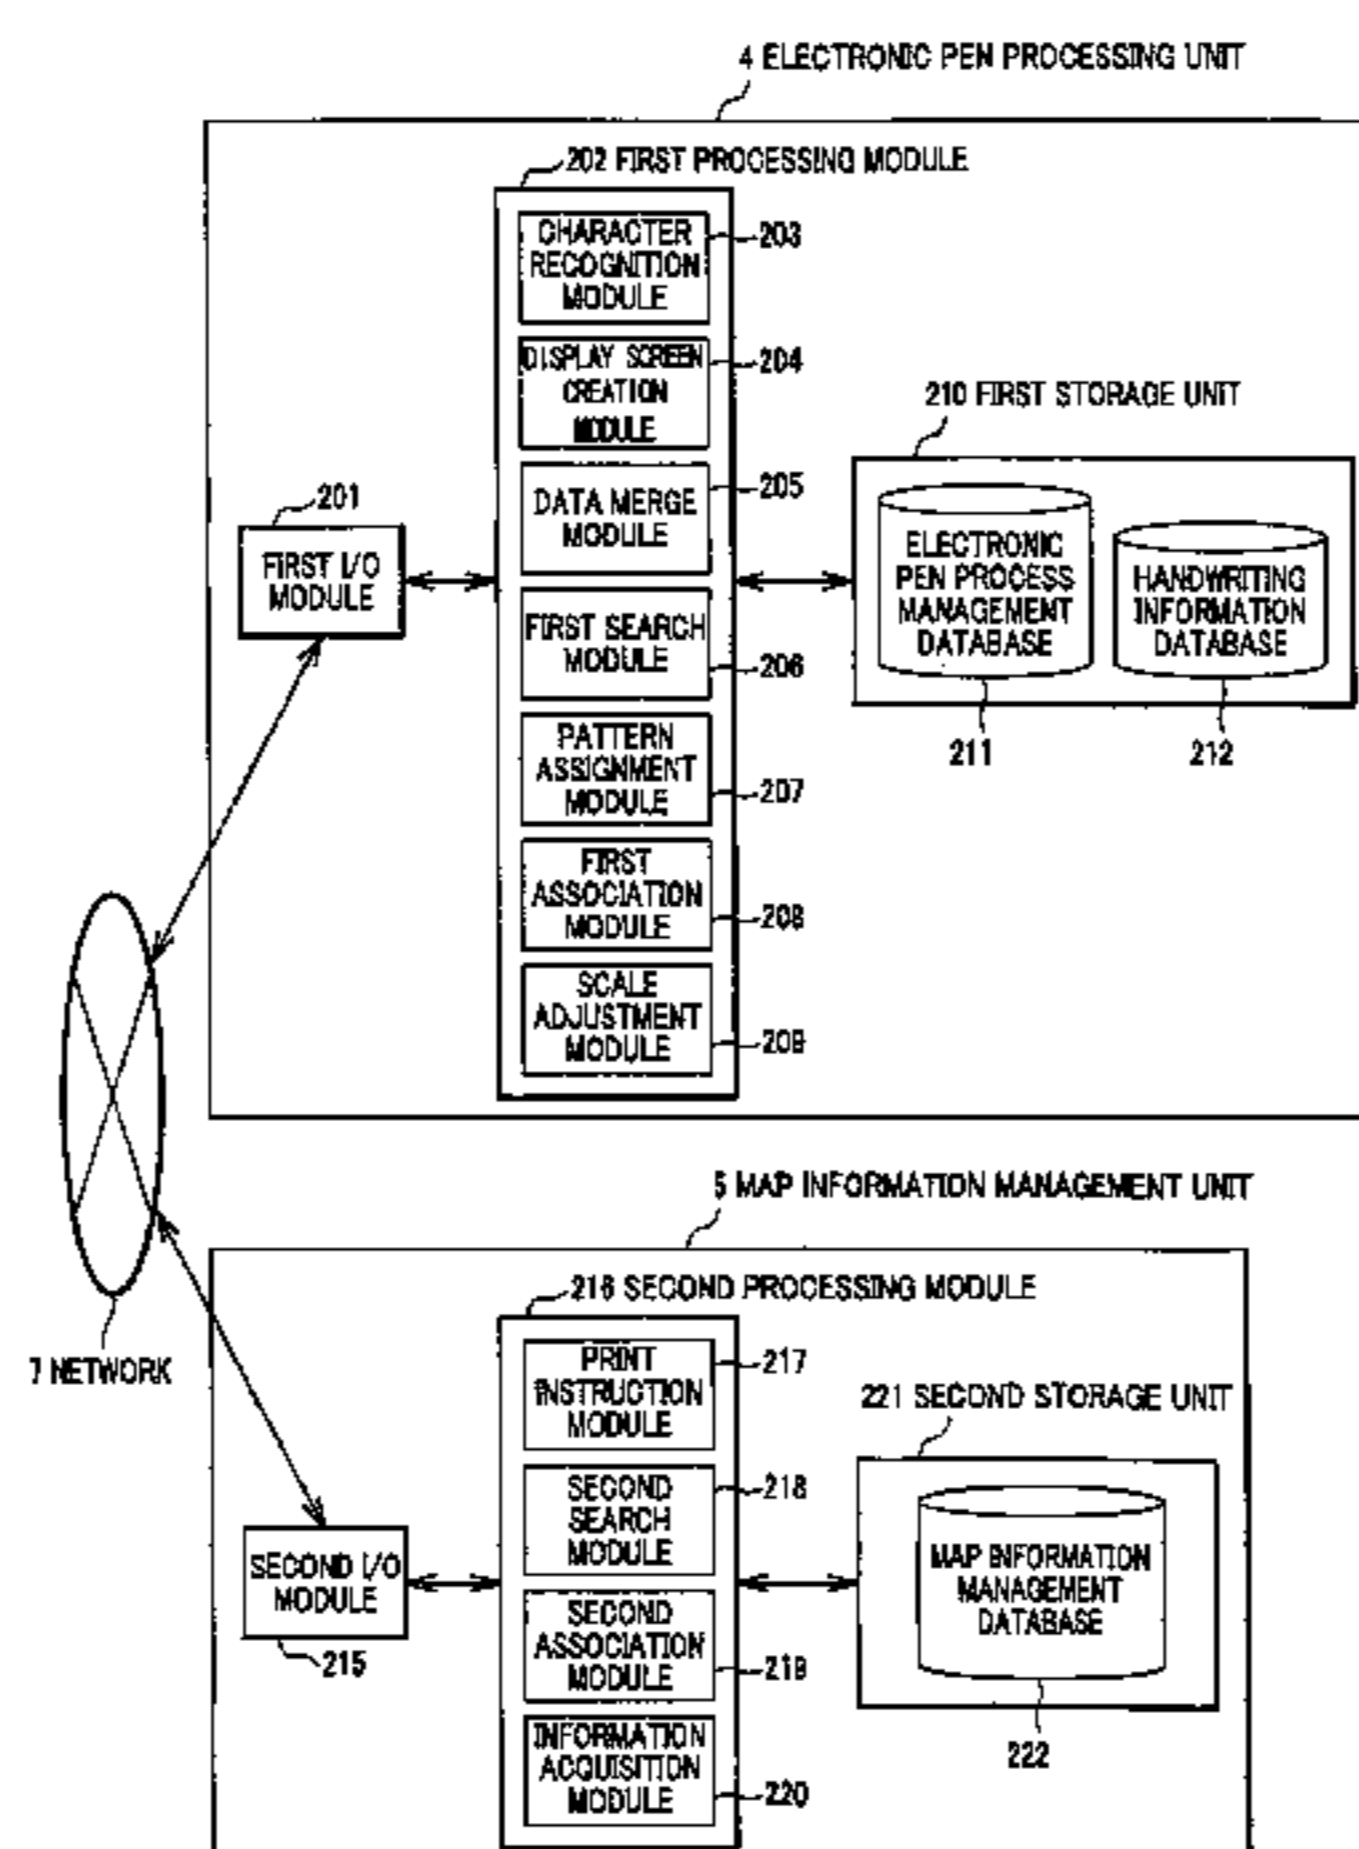 4 ELECTRONIC PEN PROCESSING UNIT
202 FIRST PROCESSING MODULE
CHARACTER
RECOGNITION
MODULE
203
DISPLAY SCREEN
CREATION
MODULE
204
DATA MERGE
MODULE
205
FIRST SEARCH
MODULE
206
PATTERN
ASSIGNMENT
MODULE
207
FIRST
ASSOCIATION
MODULE
208
SCALE
ADJUSTMENT
MODULE
209
201
FIRST I/O
MODULE
210 FIRST STORAGE UNIT
ELECTRONIC
PEN PROCESS
MANAGEMENT
DATABASE
211
HANDWRITING
INFORMATION
DATABASE
212
7 NETWORK
5 MAP INFORMATION MANAGEMENT UNIT
216 SECOND PROCESSING MODULE
PRINT
INSTRUCTION
MODULE
217
SECOND
SEARCH
MODULE
218
SECOND
ASSOCIATION
MODULE
219
INFORMATION
ACQUISITION
MODULE
220
SECOND I/O
MODULE
215
221 SECOND STORAGE UNIT
MAP INFORMATION
MANAGEMENT
DATABASE
222